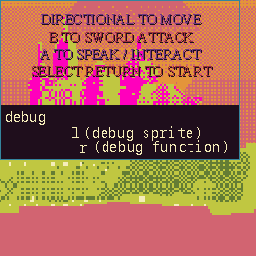 DIRECTIONAL TO MOVE
B TO SWORD ATTACK
A TO SPEAK / INTERACT
SELECT RETURN TO START
debug
l (debug sprite)
r (debug function)